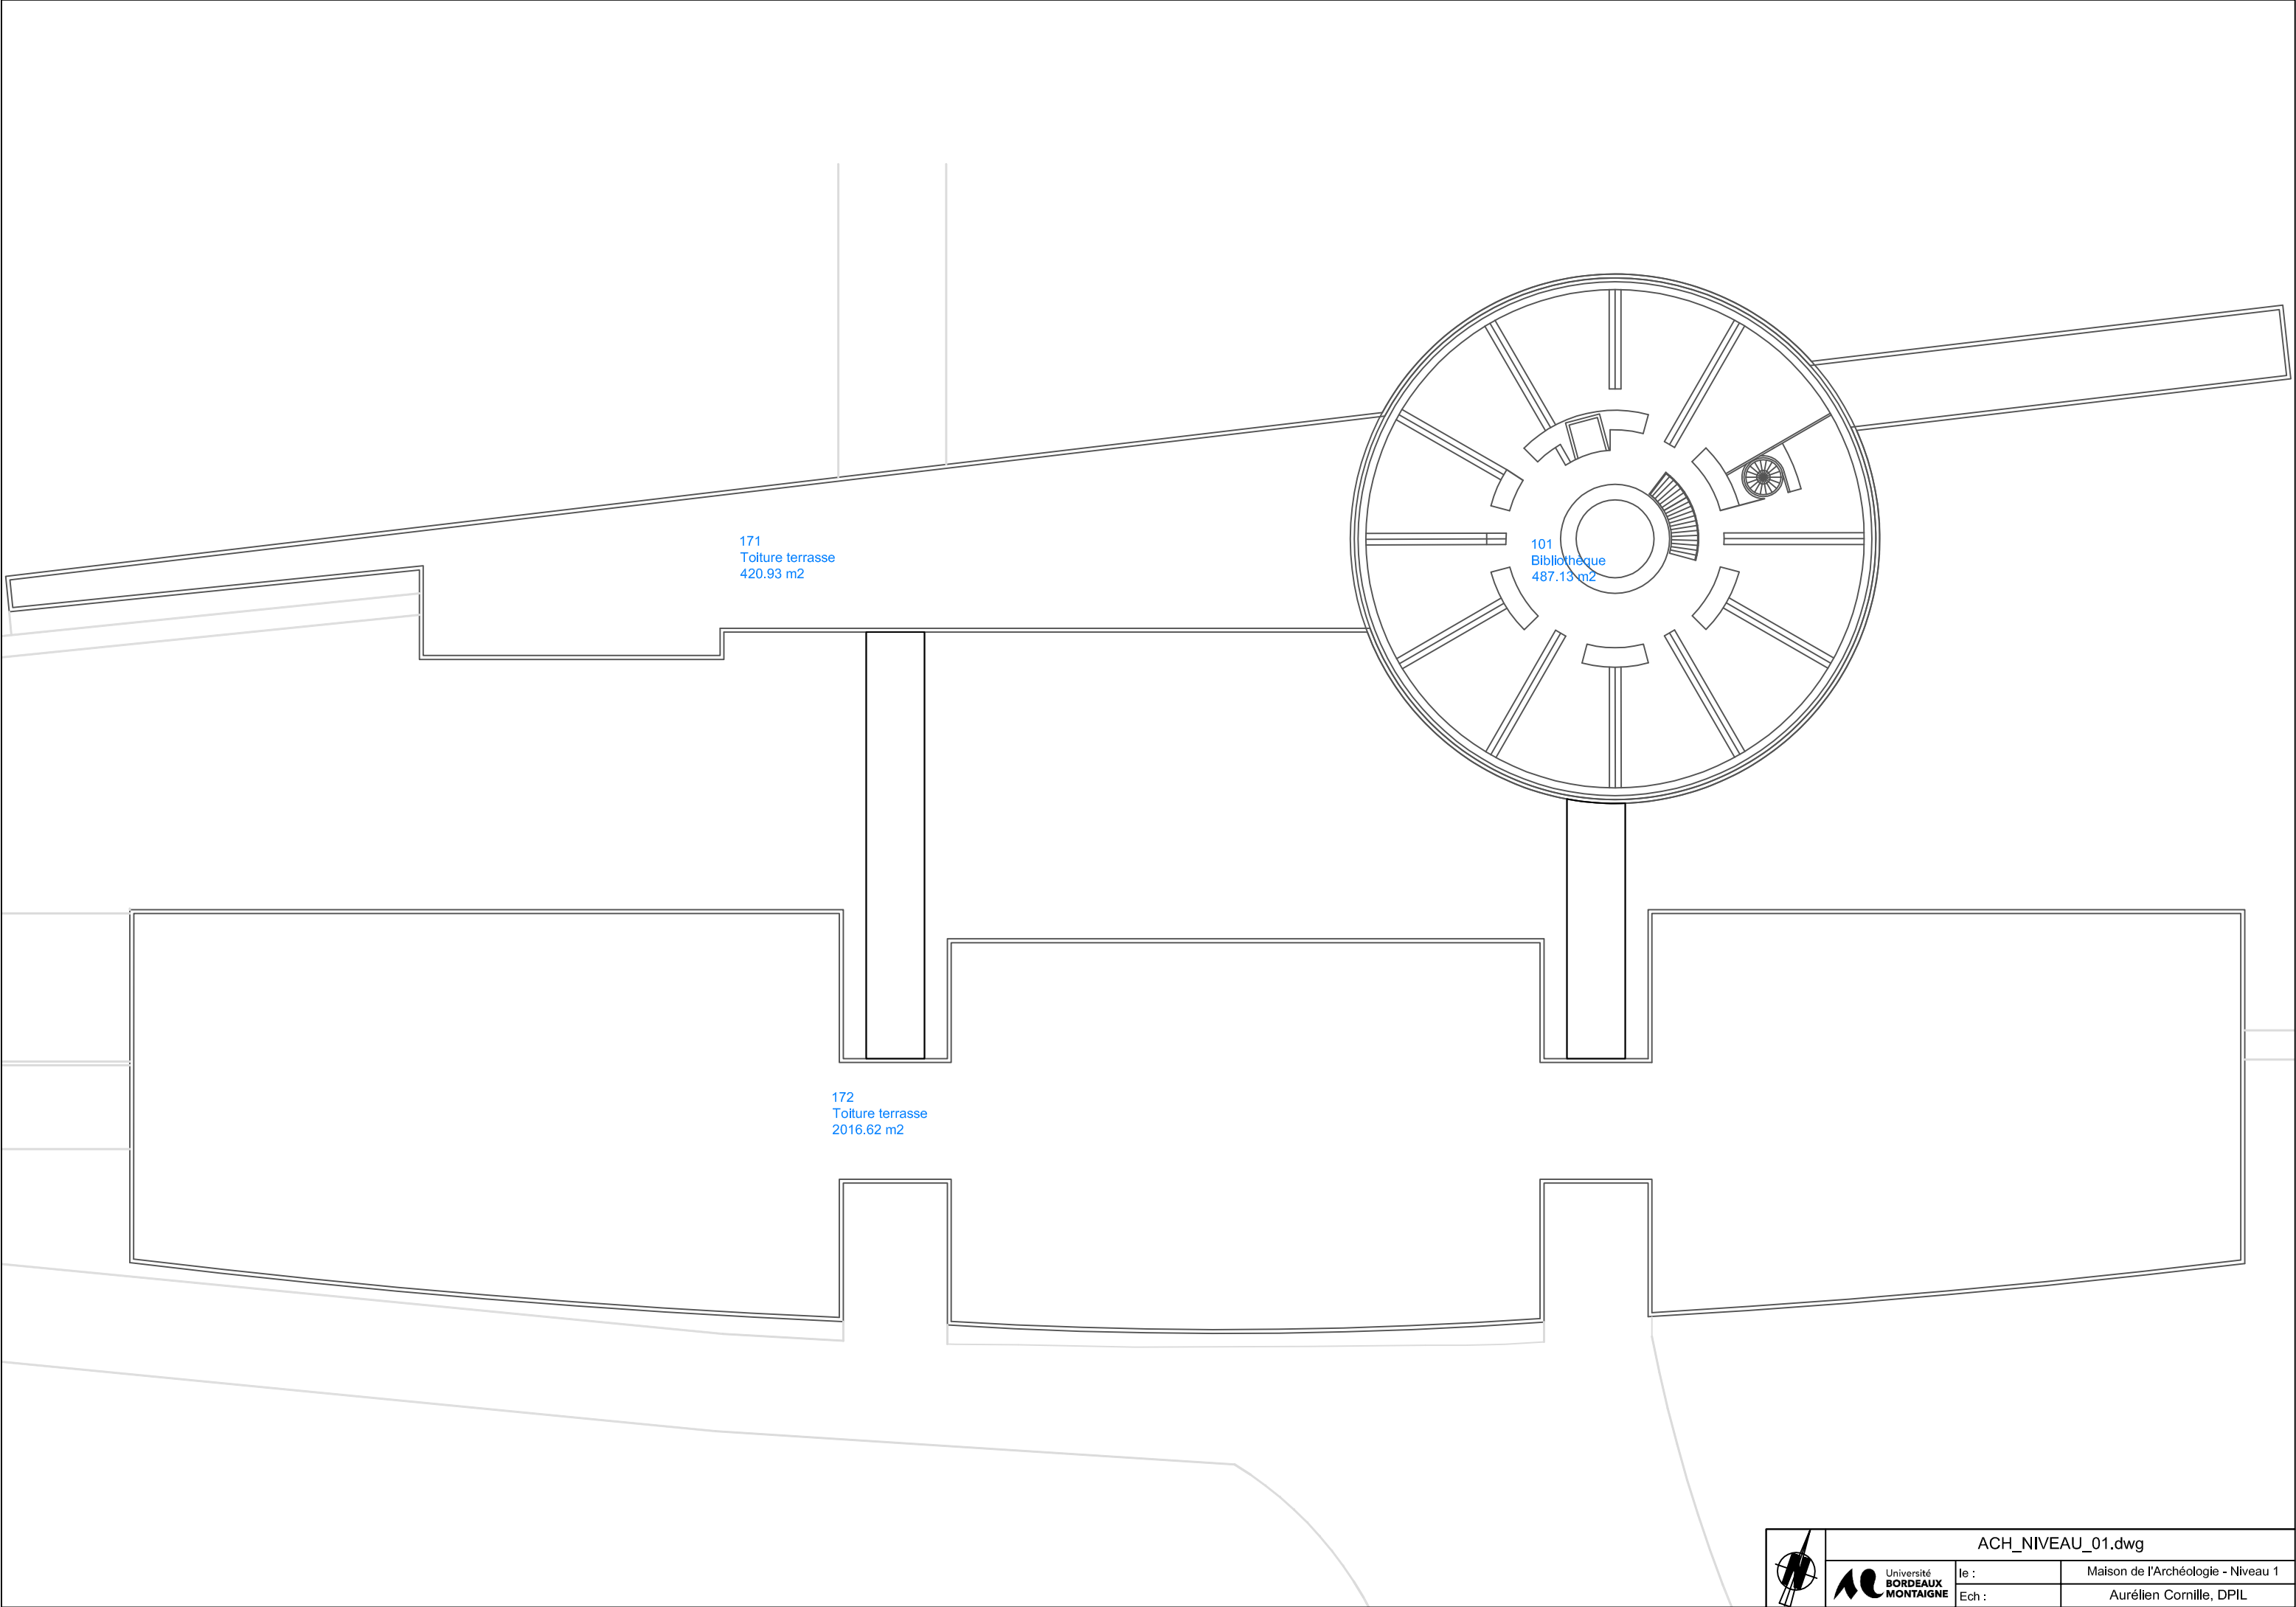 171
Toiture terrasse
420.93 m2
101
Bibliothèque
487.13 m2
172
Toiture terrasse
2016.62 m2
ACH_NIVEAU_01.dwg
Université
BORDEAUX
MONTAIGNE
le :
Maison de l'Archéologie - Niveau 1
Ech :
Aurélien Cornille, DPIL